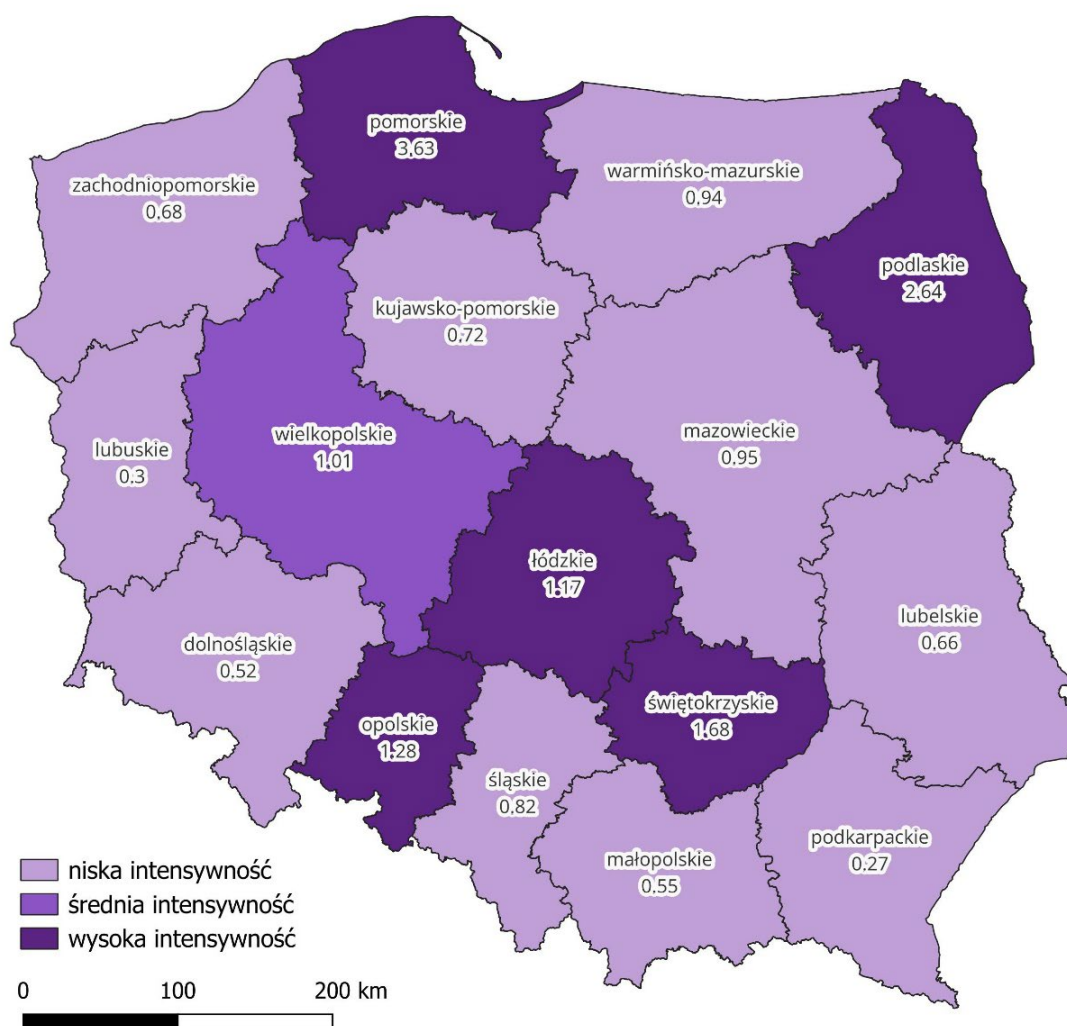 pomorskie
3.63
zachodniopomorskie
0.68
warmińsko-mazurskie
0.94
podlaskie
2.64
kujawsko-pomorskie
0.72
wielkopolskie
1.01
mazowieckie
0.95
lubuskie
0.3
łódzkie
1.17
lubelskie
0.66
dolnośląskie
0.52
świętokrzyskie
1.68
opolskie
1.28
śląskie
0.82
podkarpackie
0.27
małopolskie
0.55
niska intensywność
średnia intensywność
wysoka intensywność
0 100 200 km